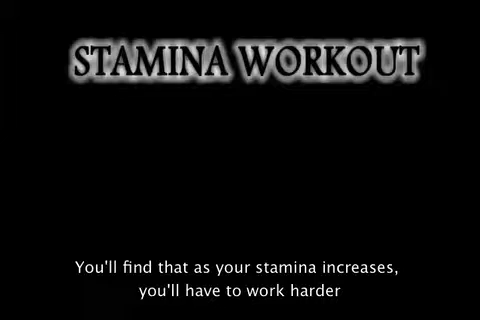 STAMINA WORKOUT
You'll find that as your stamina increases,
you'll have to work harder